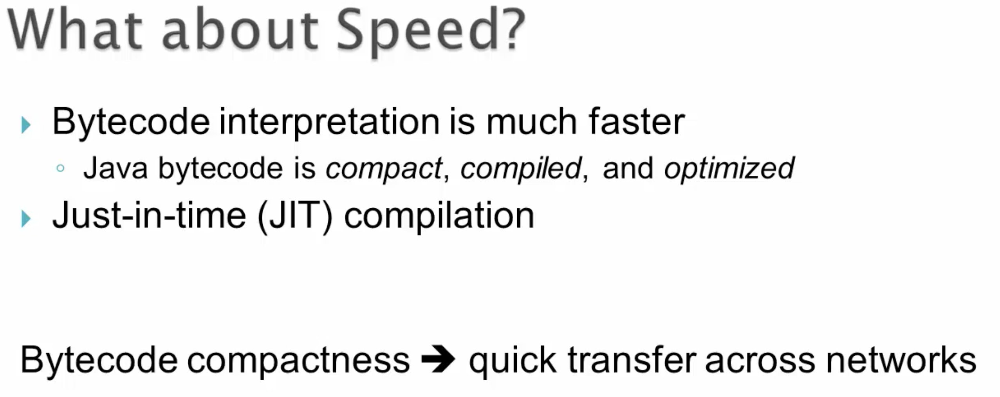 What about Speed?
Bytecode interpretation is much faster
Java bytecode is compact, compiled, and optimized
Just-in-time (JIT) compilation
Bytecode compactness ➔ quick transfer across networks